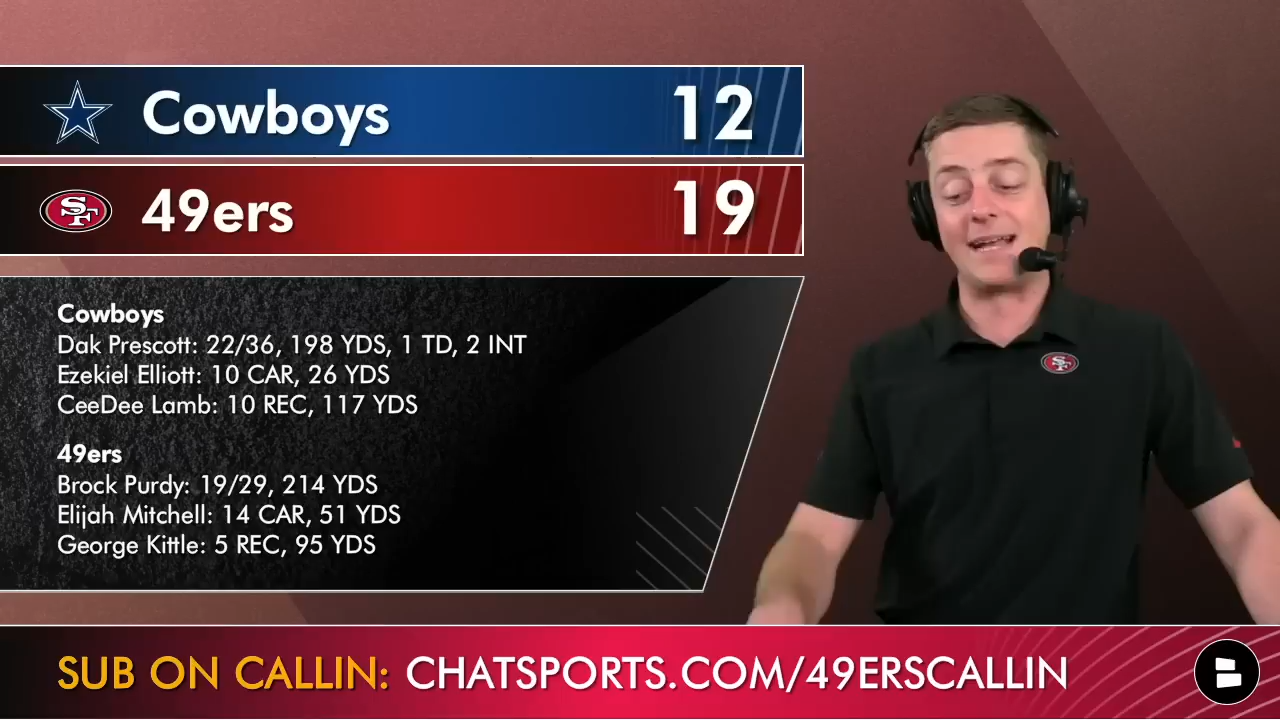 Cowboys 12
SF 49ers 19
Cowboys
Dak Prescott: 22/36, 198 YDS, 1 TD, 2 INT
Ezekiel Elliott: 10 CAR, 26 YDS
CeeDee Lamb: 10 REC, 117 YDS
49ers
Brock Purdy: 19/29, 214 YDS
Elijah Mitchell: 14 CAR, 51 YDS
George Kittle: 5 REC, 95 YDS
SF
SUB ON CALLIN: CHATSPORTS.COM/49ERSCALLIN